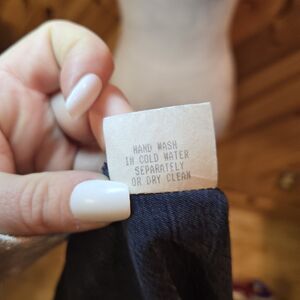 HAND WASH
IN COLD WATER
SEPARATELY
OR DRY CLEAN